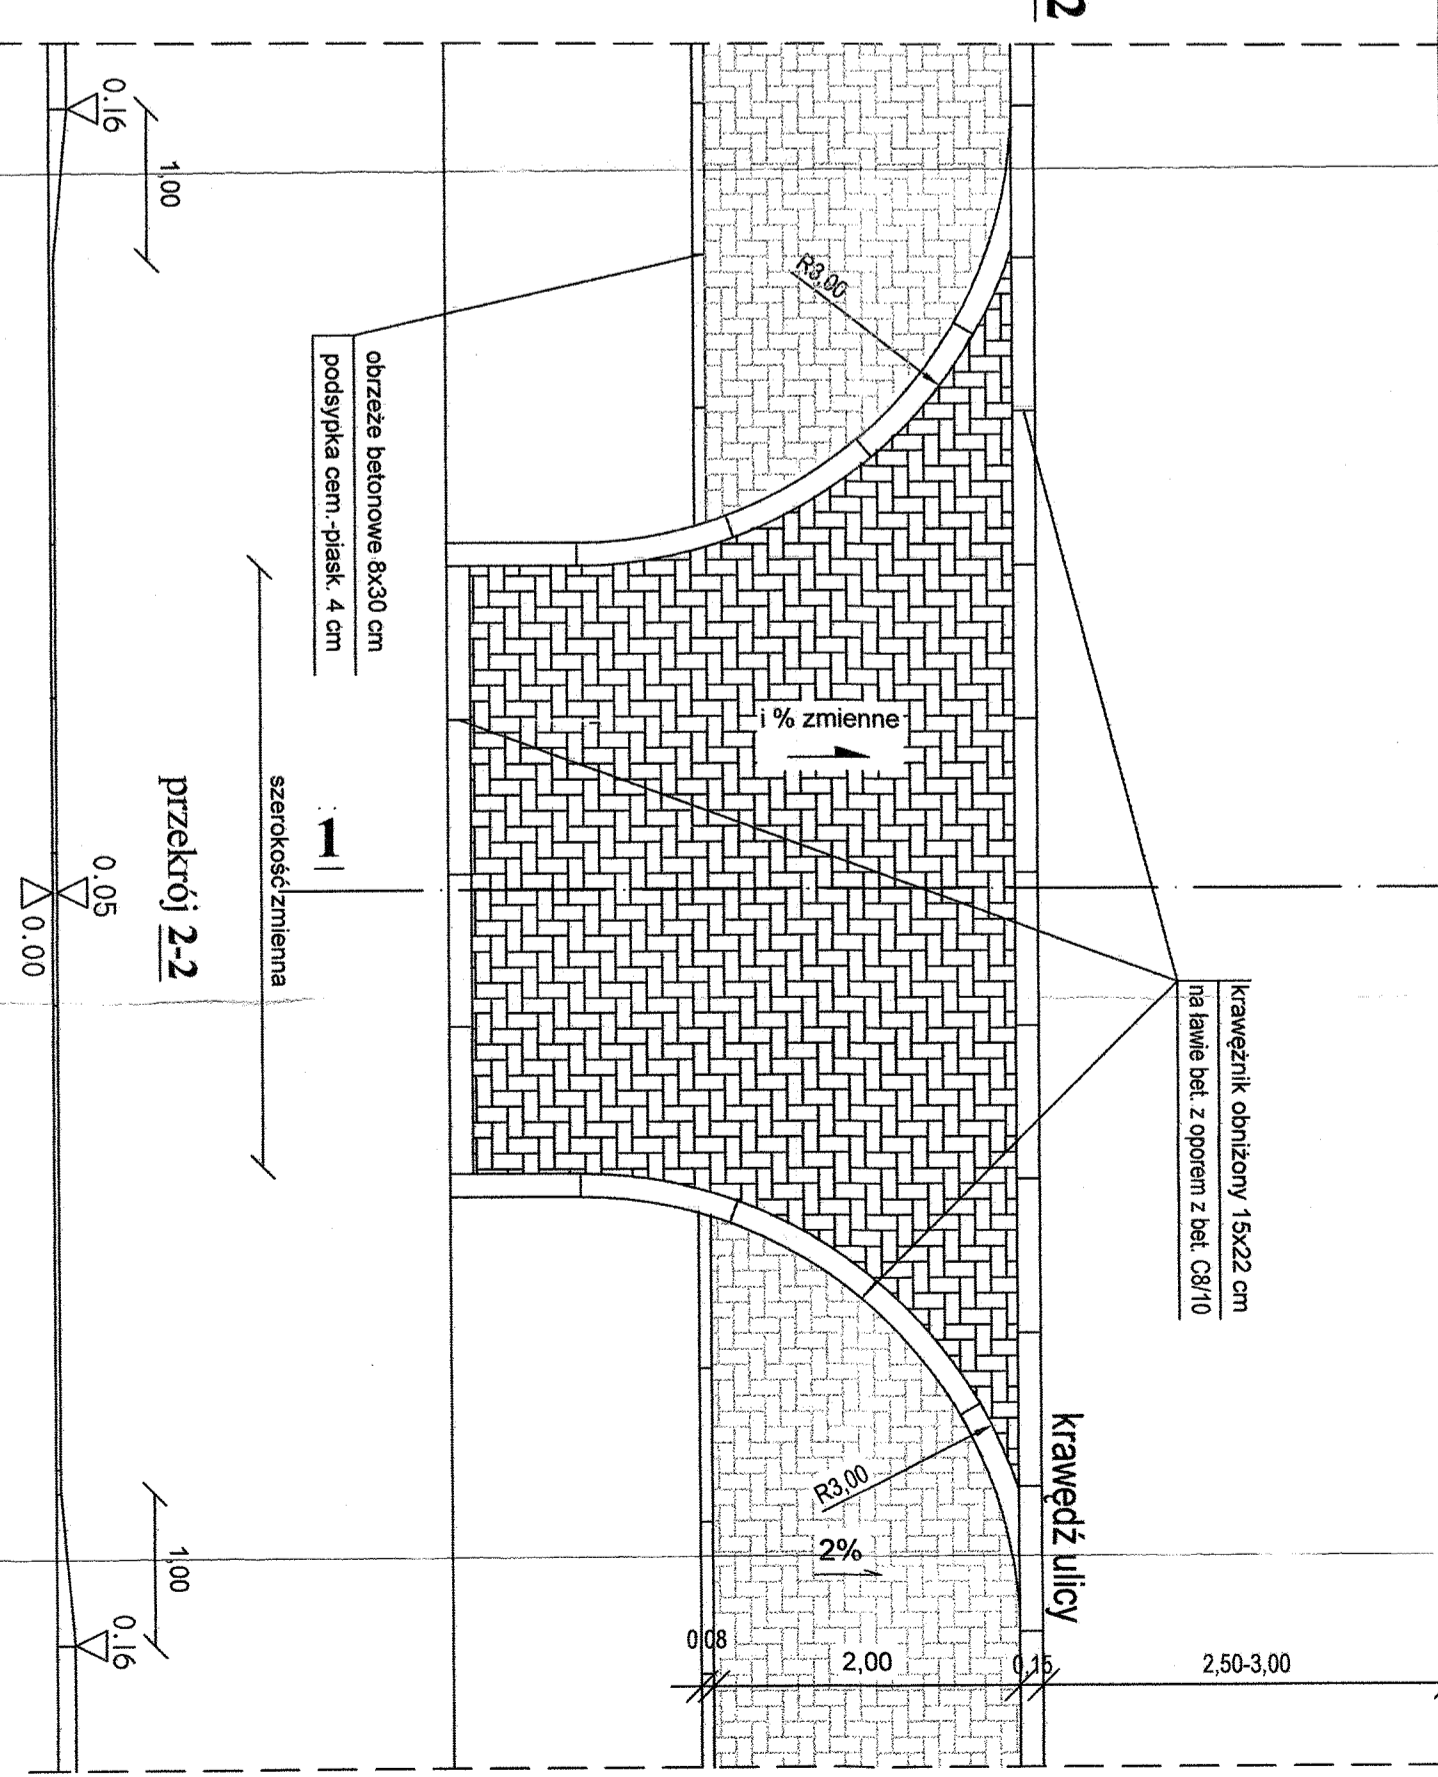 2
krawężnik obniżony 15x22 cm
na ławie bet. z oporem z bet. C8/10
krawędź ulicy
R3,00
i % zmienne
R3,00
2%
0,08
2,00
0,15
2,50-3,00
obrzeże betonowe 8x30 cm
podsypka cem.-piask. 4 cm
1
szerokość zmienna
przekrój 2-2
1,00
1,00
0.16
0.05
0.00
0.16